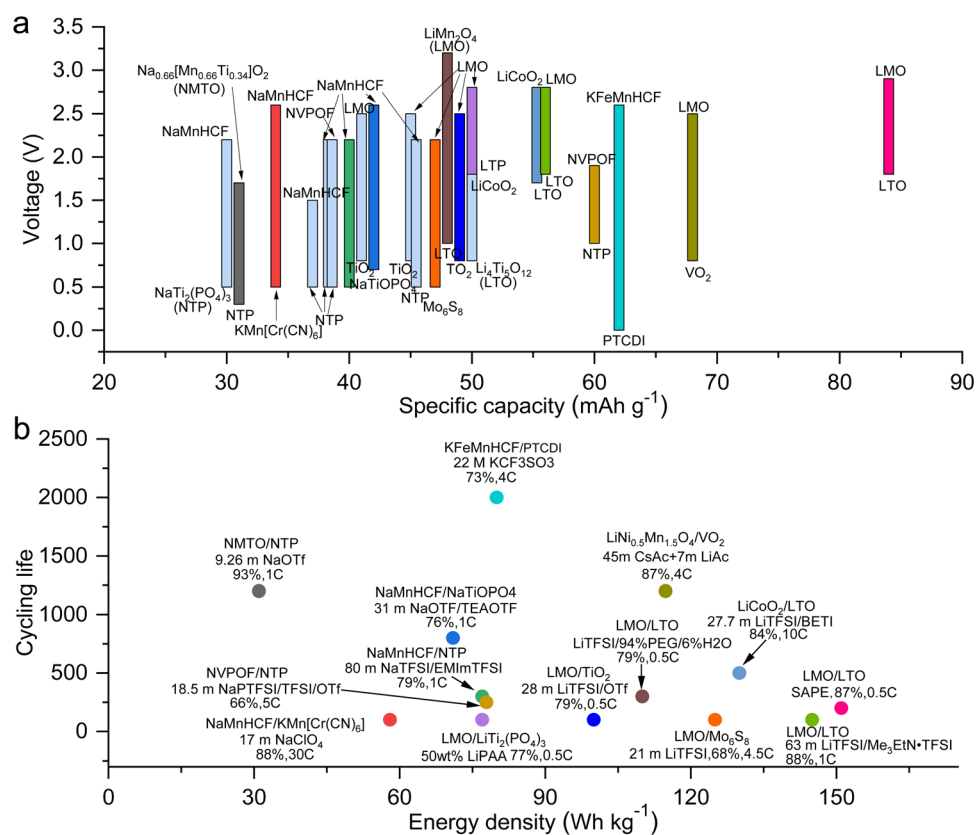 a
3.5
3.0
2.5
2.0
1.5
1.0
0.5
0.0
Voltage (V)
20
30
40
50
60
70
80
90
Specific capacity (mAh g⁻¹)
Na₀.₆₆[Mn₀.₆₆Ti₀.₃₄]O₂
(NMTO)
NaMnHCF
NaTi₂(PO₄)₃
(NTP)
NTP
NaMnHCF
KMn[Cr(CN)₆]
NVPOF
NaMnHCF
NTP
NaMnHCF
LMO
TiO₂
NaTiOPO₄
TiO₂
NTP
LiMn₂O₄
(LMO)
LMO
LTO
Mo₆S₈
TO₂
LTP
LiCoO₂
Li₄Ti₅O₁₂
(LTO)
LiCoO₂
LMO
LTO
LTO
KFeMnHCF
NVPOF
NTP
PTCDI
LMO
VO₂
LMO
LTO
b
2500
2000
1500
1000
500
0
Cycling life
0
30
60
90
120
150
Energy density (Wh kg⁻¹)
KFeMnHCF/PTCDI
22 M KCF3SO3
73%,4C
NMTO/NTP
9.26 m NaOTf
93%,1C
LiNi₀.₅Mn₁.₅O₄/VO₂
45m CsAc+7m LiAc
87%,4C
NaMnHCF/NaTiOPO4
31 m NaOTF/TEAOTF
76%,1C
LiCoO₂/LTO
27.7 m LiTFSI/BETI
84%,10C
LMO/LTO
LiTFSI/94%PEG/6%H2O
79%,0.5C
NaMnHCF/NTP
80 m NaTFSI/EMImTFSI
79%,1C
NVPOF/NTP
18.5 m NaPTFSI/TFSI/OTf
66%,5C
LMO/TiO₂
28 m LiTFSI/OTf
79%,0.5C
LMO/LTO
SAPE,87%,0.5C
NaMnHCF/KMn[Cr(CN)₆]
17 m NaClO₄
88%,30C
LMO/LiTi₂(PO₄)₃
50wt% LiPAA 77%,0.5C
LMO/Mo₆S₈
21 m LiTFSI,68%,4.5C
LMO/LTO
63 m LiTFSI/Me₃EtN•TFSI
88%,1C